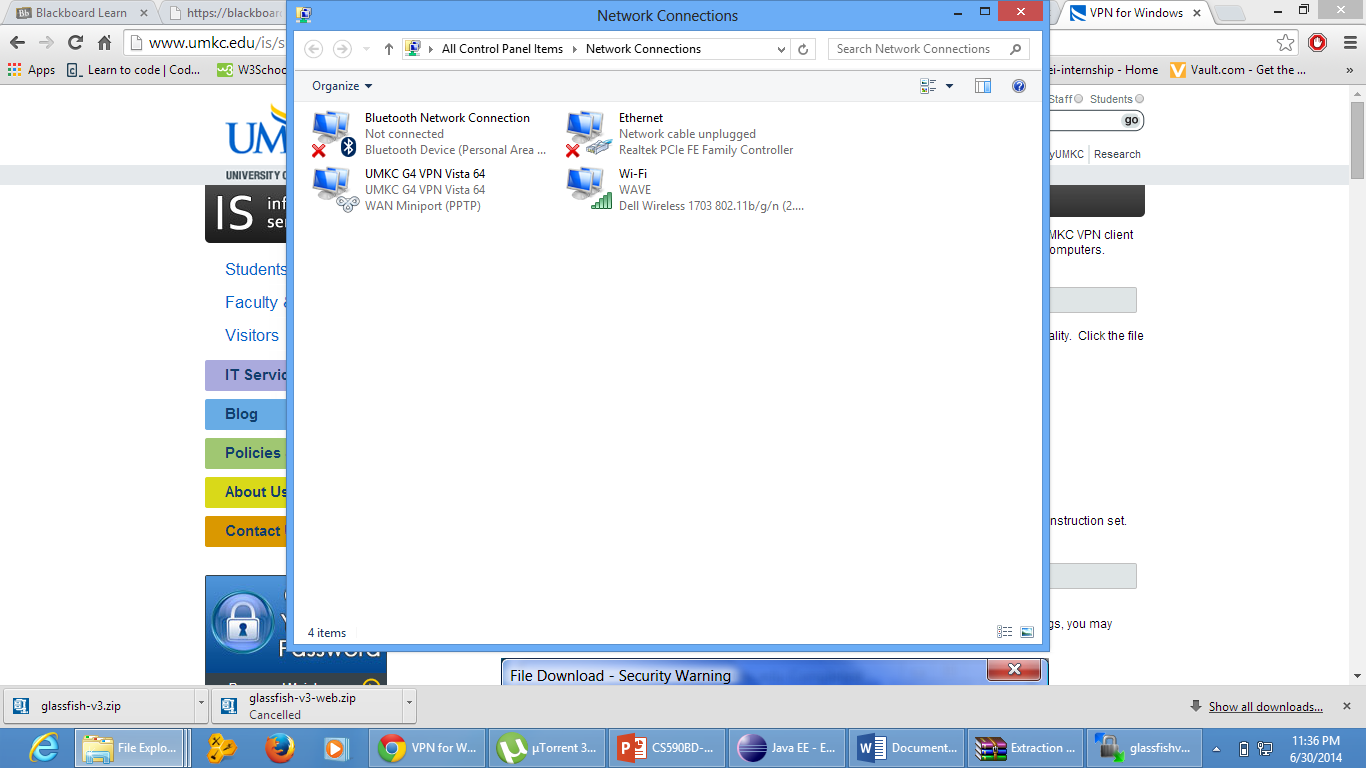 Blackboard Learn
https://blackboar
VPN for Windows
www.umkc.edu/is/s
Apps
Learn to code | Cod...
W3Schoo
ei-internship - Home
Vault.com - Get the ...
»
Network Connections
All Control Panel Items
Network Connections
Search Network Connections
Organize
Bluetooth Network Connection
Not connected
Bluetooth Device (Personal Area ...
Ethernet
Network cable unplugged
Realtek PCIe FE Family Controller
UMKC G4 VPN Vista 64
UMKC G4 VPN Vista 64
WAN Miniport (PPTP)
Wi-Fi
WAVE
Dell Wireless 1703 802.11b/g/n (2....
4 items
Staff
Students
go
yUMKC
Research
UM
UNIVERSITY
IS
inf
ser
MKC VPN client
omputers.
Students
Faculty &
Visitors
ality. Click the file
IT Servic
Blog
Policies
About Us
Contact
nstruction set.
gs, you may
Password
File Download - Security Warning
glassfish-v3.zip
glassfish-v3-web.zip
Cancelled
Show all downloads...
File Explo...
VPN for W...
µTorrent 3...
CS590BD-...
Java EE - E...
Document...
Extraction ...
glassfishv...
11:36 PM
6/30/2014